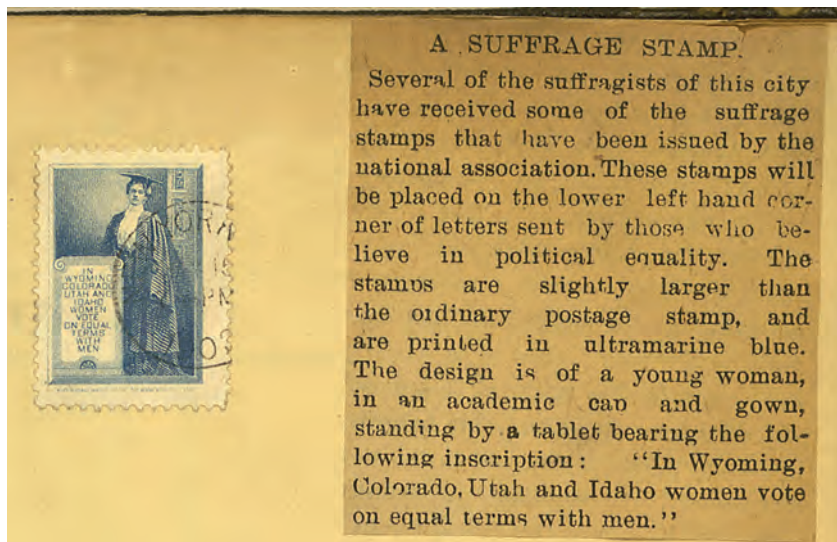 IN
WYOMING
COLORADO
UTAH AND
IDAHO
WOMEN
VOTE
ON EQUAL
TERMS
WITH
MEN
A SUFFRAGE STAMP.
Several of the suffragists of this city
have received some of the suffrage
stamps that have been issued by the
national association. These stamps will
be placed on the lower left hand cor-
ner of letters sent by those who be-
lieve in political equality. The
stamps are slightly larger than
the ordinary postage stamp, and
are printed in ultramarine blue.
The design is of a young woman,
in an academic cap and gown,
standing by a tablet bearing the fol-
lowing inscription: "In Wyoming,
Colorado, Utah and Idaho women vote
on equal terms with men."